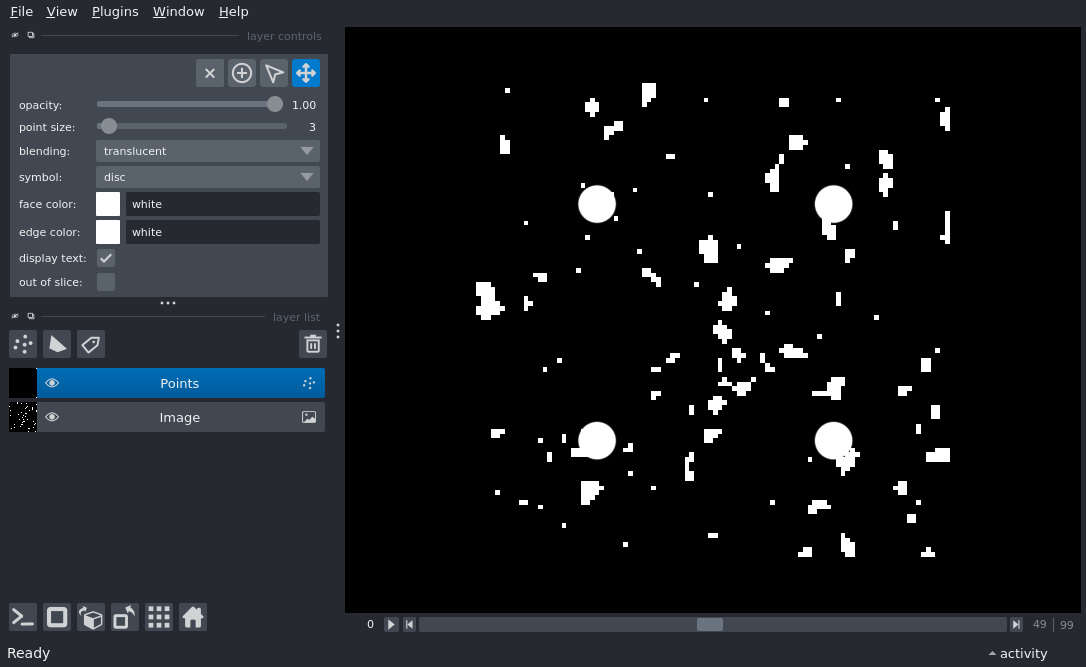 File View Plugins Window Help
layer controls
opacity: 1.00
point size: 3
blending: translucent
symbol: disc
face color: white
edge color: white
display text:
out of slice:
layer list
Points
Image
0 49 | 99
Ready activity